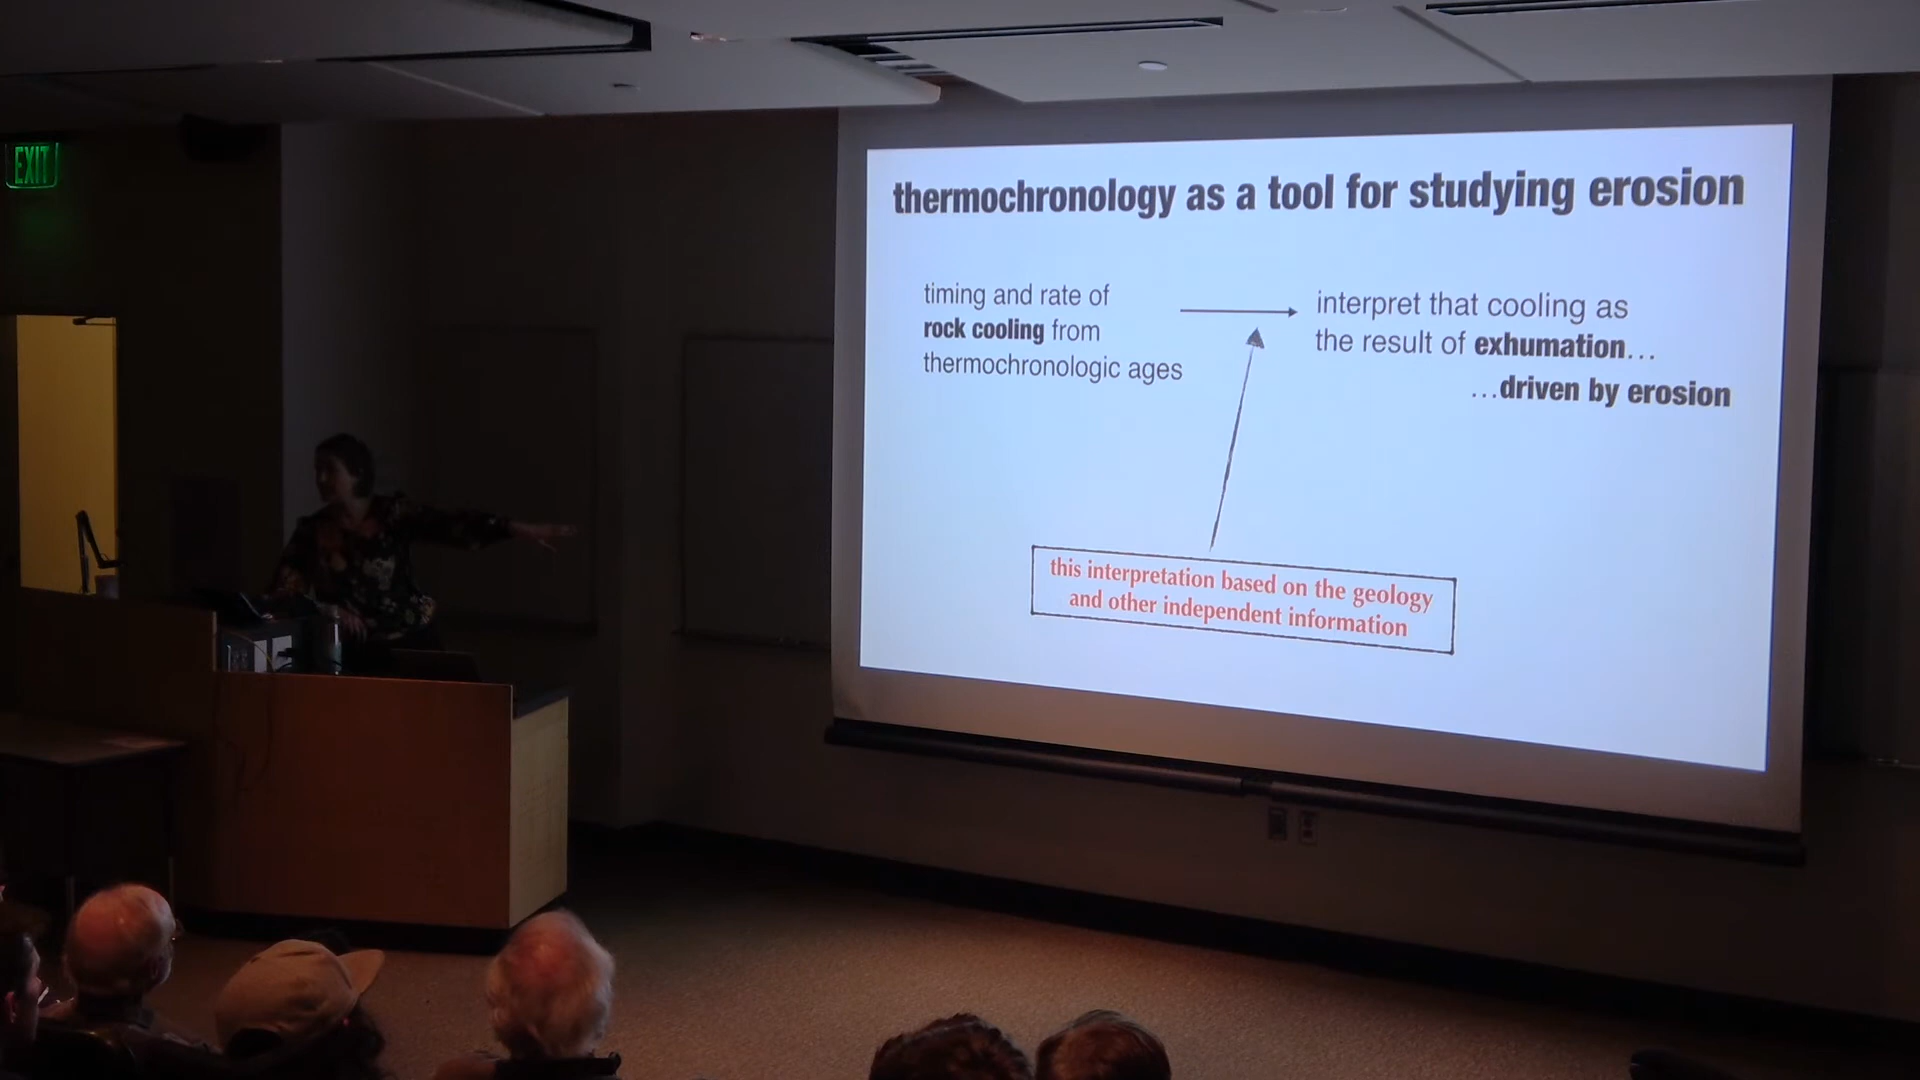 EXIT
thermochronology as a tool for studying erosion
timing and rate of
rock cooling from
thermochronologic ages
interpret that cooling as
the result of exhumation…
…driven by erosion
this interpretation based on the geology
and other independent information